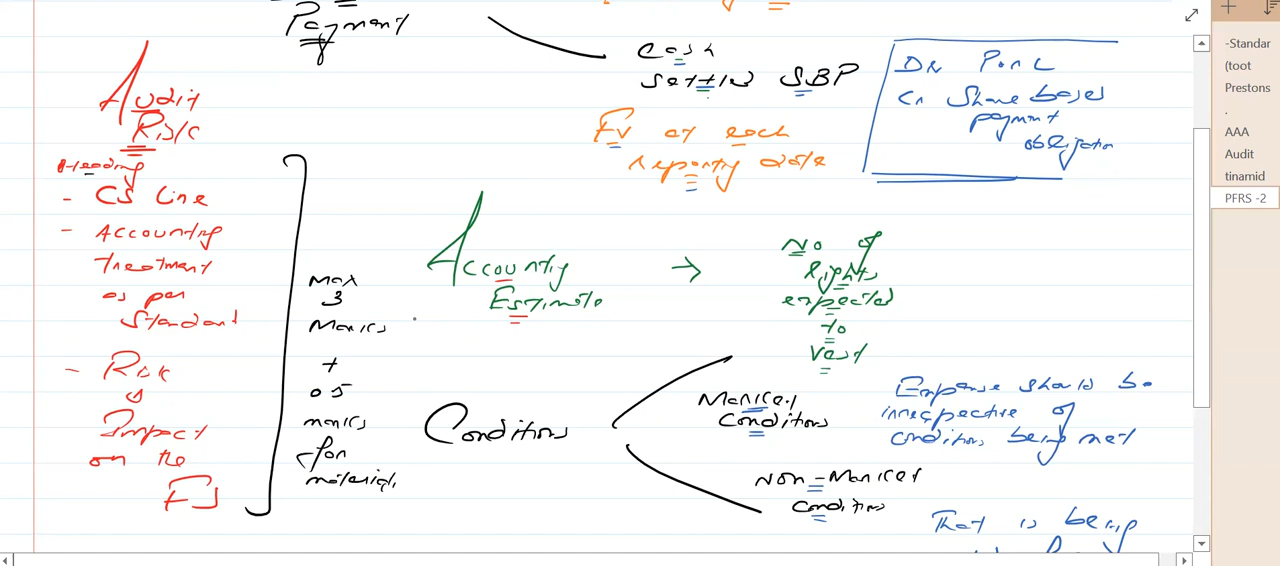 Payment
Cash
Settled SBP
FV at each
reporting date
Dr P or L
Cr Share based
payment
obligation
Audit
Risk
Heading
- CS Line
- Accounting
Treatment
as per
Standard
- Risk
&
Impact
on the
FS
Max
3
Marks
+
05
marks
for
Accounting
Estimate
→
No of
rights
expected
to
vest
Conditions
Market
Conditions
Expense should be
irrespective of
conditions being met
Non-Market
Conditions
That is being
-Standar
(toot
Prestons
.
AAA
Audit
tinamid
PFRS -2